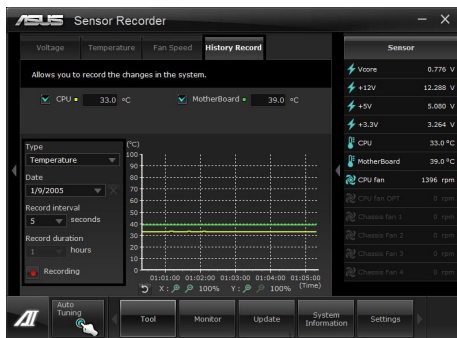 ASUS Sensor Recorder
Voltage Temperature Fan Speed History Record
Allows you to record the changes in the system.
CPU 33.0 °C MotherBoard 39.0 °C
Type
Temperature
Date
1/9/2005
Record interval
5 seconds
Record duration
1 hours
Recording
(°C)
100
90
80
70
60
50
40
30
20
10
0
01:01:00 01:02:00 01:03:00 01:04:00 01:05:00
(Time)
X : 100% Y : 100%
Sensor
Vcore 0.776 V
+12V 12.288 V
+5V 5.080 V
+3.3V 3.264 V
CPU 33.0 °C
MotherBoard 39.0 °C
CPU fan 1396 rpm
CPU fan OPT 0 rpm
Chassis fan 1 0 rpm
Chassis Fan 2 0 rpm
Chassis Fan 3 0 rpm
Chassis Fan 4 0 rpm
AI
Auto Tuning
Tool
Monitor
Update
System Information
Settings